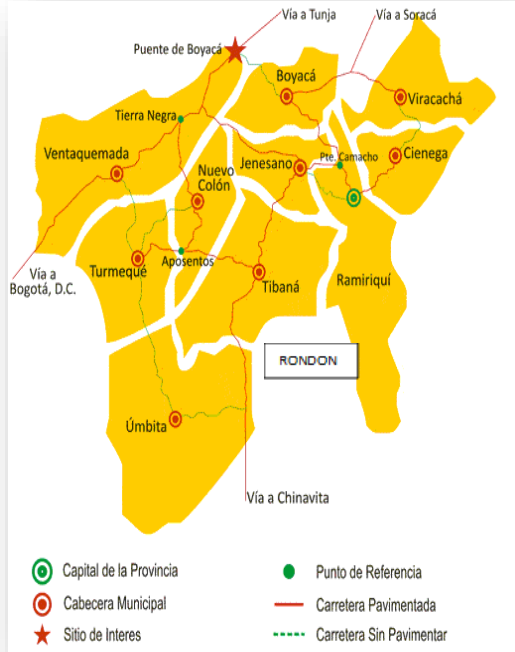 Vía a Tunja
Vía a Soracá
Puente de Boyacá
Boyacá
Viracachá
Tierra Negra
Ventaquemada
Nuevo
Colón
Jenesano
Pte. Camacho
Cienega
Vía a
Bogotá, D.C.
Turmequé
Aposentos
Tibaná
Ramiriquí
RONDON
Úmbita
Vía a Chinavita
Capital de la Provincia
Punto de Referencia
Cabecera Municipal
Carretera Pavimentada
Sitio de Interes
Carretera Sin Pavimentar